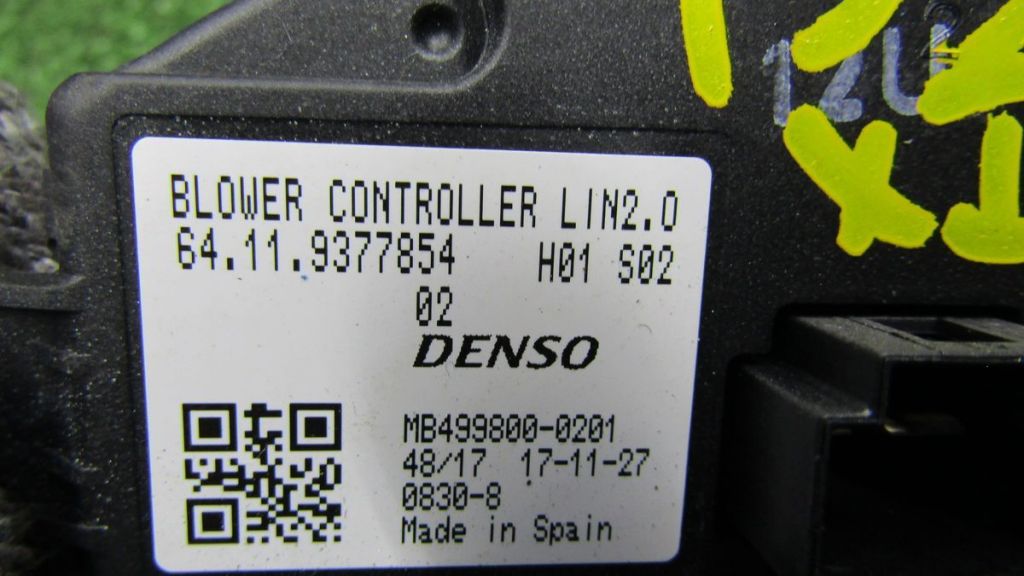 BLOWER CONTROLLER LIN2.0
64.11.9377854 H01 S02
02
DENSO
MB499800-0201
48/17 17-11-27
0830-8
Made in Spain